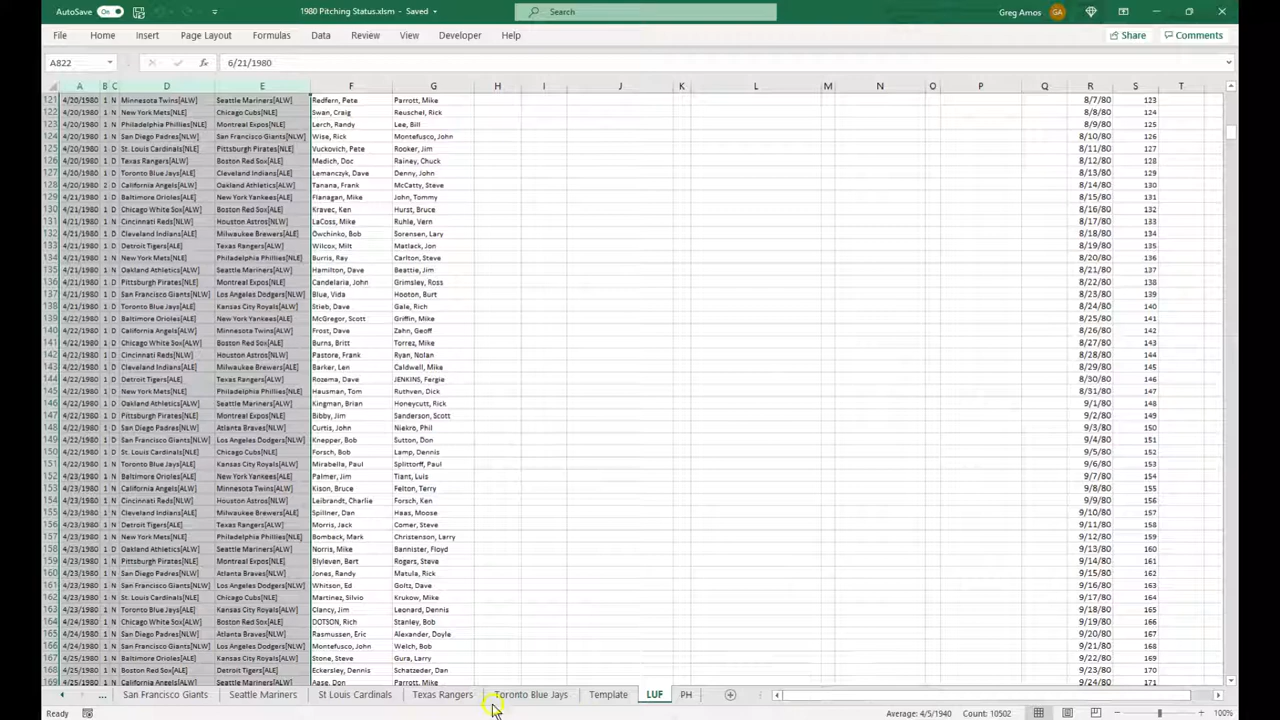 AutoSave On 1980 Pitching Status.xlsm - Saved Search Greg Amos GA
File Home Insert Page Layout Formulas Data Review View Developer Help Share Comments
A822 fx 6/21/1980
A B C D E F G H I J K L M N O P Q R S T
121 4/20/1980 1 N Minnesota Twins[ALW] Seattle Mariners[ALW] Redfern, Pete Parrott, Mike 8/7/80 123
122 4/20/1980 1 N New York Mets[NLE] Chicago Cubs[NLE] Swan, Craig Reuschel, Rick 8/8/80 124
123 4/20/1980 1 N Philadelphia Phillies[NLE] Montreal Expos[NLE] Lerch, Randy Lee, Bill 8/9/80 125
124 4/20/1980 1 N San Diego Padres[NLW] San Francisco Giants[NLW] Wise, Rick Montefusco, John 8/10/80 126
125 4/20/1980 1 N St. Louis Cardinals[NLE] Pittsburgh Pirates[NLE] Vuckovich, Pete Rooker, Jim 8/11/80 127
126 4/20/1980 1 D Texas Rangers[ALW] Boston Red Sox[ALE] Medich, Doc Rainey, Chuck 8/12/80 128
127 4/20/1980 1 N Toronto Blue Jays[ALE] Cleveland Indians[ALE] Lemanczyk, Dave Denny, John 8/13/80 129
128 4/20/1980 2 D California Angels[ALW] Oakland Athletics[ALW] Tanana, Frank McCatty, Steve 8/14/80 130
129 4/21/1980 1 N Baltimore Orioles[ALE] New York Yankees[ALE] Flanagan, Mike John, Tommy 8/15/80 131
130 4/21/1980 1 D Chicago White Sox[ALW] Boston Red Sox[ALE] Kravec, Ken Hurst, Bruce 8/16/80 132
131 4/21/1980 1 N Cincinnati Reds[NLW] Houston Astros[NLW] LaCoss, Mike Ruhle, Vern 8/17/80 133
132 4/21/1980 1 D Cleveland Indians[ALE] Milwaukee Brewers[ALE] Owchinko, Bob Sorensen, Lary 8/18/80 134
133 4/21/1980 1 D Detroit Tigers[ALE] Texas Rangers[ALW] Wilcox, Milt Matlack, Jon 8/19/80 135
134 4/21/1980 1 D New York Mets[NLE] Philadelphia Phillies[NLE] Burris, Ray Carlton, Steve 8/20/80 136
135 4/21/1980 1 N Oakland Athletics[ALW] Seattle Mariners[ALW] Hamilton, Dave Beattie, Jim 8/21/80 137
136 4/21/1980 1 D Pittsburgh Pirates[NLE] Montreal Expos[NLE] Candelaria, John Grimsley, Ross 8/22/80 138
137 4/21/1980 1 D San Francisco Giants[NLW] Los Angeles Dodgers[NLW] Blue, Vida Hooton, Burt 8/23/80 139
138 4/21/1980 1 D Toronto Blue Jays[ALE] Kansas City Royals[ALW] Stieb, Dave Gale, Rich 8/24/80 140
139 4/22/1980 1 D Baltimore Orioles[ALE] New York Yankees[ALE] McGregor, Scott Griffin, Mike 8/25/80 141
140 4/22/1980 1 D California Angels[ALW] Minnesota Twins[ALW] Frost, Dave Zahn, Geoff 8/26/80 142
141 4/22/1980 1 D Chicago White Sox[ALW] Boston Red Sox[ALE] Burns, Britt Torrez, Mike 8/27/80 143
142 4/22/1980 1 D Cincinnati Reds[NLW] Houston Astros[NLW] Pastore, Frank Ryan, Nolan 8/28/80 144
143 4/22/1980 1 D Cleveland Indians[ALE] Milwaukee Brewers[ALE] Barker, Len Caldwell, Mike 8/29/80 145
144 4/22/1980 1 D Detroit Tigers[ALE] Texas Rangers[ALW] Rozema, Dave JENKINS, Fergie 8/30/80 146
145 4/22/1980 1 D New York Mets[NLE] Philadelphia Phillies[NLE] Hausman, Tom Ruthven, Dick 8/31/80 147
146 4/22/1980 1 D Oakland Athletics[ALW] Seattle Mariners[ALW] Kingman, Brian Honeycutt, Rick 9/1/80 148
147 4/22/1980 1 D Pittsburgh Pirates[NLE] Montreal Expos[NLE] Bibby, Jim Sanderson, Scott 9/2/80 149
148 4/22/1980 1 D San Diego Padres[NLW] Atlanta Braves[NLW] Curtis, John Niekro, Phil 9/3/80 150
149 4/22/1980 1 D San Francisco Giants[NLW] Los Angeles Dodgers[NLW] Knepper, Bob Sutton, Don 9/4/80 151
150 4/22/1980 1 D St. Louis Cardinals[NLE] Chicago Cubs[NLE] Forsch, Bob Lamp, Dennis 9/5/80 152
151 4/22/1980 1 D Toronto Blue Jays[ALE] Kansas City Royals[ALW] Mirabella, Paul Splittorff, Paul 9/6/80 153
152 4/23/1980 1 N Baltimore Orioles[ALE] New York Yankees[ALE] Palmer, Jim Tiant, Luis 9/7/80 154
153 4/23/1980 1 N California Angels[ALW] Minnesota Twins[ALW] Kison, Bruce Felton, Terry 9/8/80 155
154 4/23/1980 1 N Cincinnati Reds[NLW] Houston Astros[NLW] Leibrandt, Charlie Forsch, Ken 9/9/80 156
155 4/23/1980 1 N Cleveland Indians[ALE] Milwaukee Brewers[ALE] Spillner, Dan Haas, Moose 9/10/80 157
156 4/23/1980 1 N Detroit Tigers[ALE] Texas Rangers[ALW] Morris, Jack Comer, Steve 9/11/80 158
157 4/23/1980 1 N New York Mets[NLE] Philadelphia Phillies[NLE] Bomback, Mark Christenson, Larry 9/12/80 159
158 4/23/1980 1 N Oakland Athletics[ALW] Seattle Mariners[ALW] Norris, Mike Bannister, Floyd 9/13/80 160
159 4/23/1980 1 N Pittsburgh Pirates[NLE] Montreal Expos[NLE] Blyleven, Bert Rogers, Steve 9/14/80 161
160 4/23/1980 1 N San Diego Padres[NLW] Atlanta Braves[NLW] Jones, Randy Matula, Rick 9/15/80 162
161 4/23/1980 1 N San Francisco Giants[NLW] Los Angeles Dodgers[NLW] Whitson, Ed Goltz, Dave 9/16/80 163
162 4/23/1980 1 N St. Louis Cardinals[NLE] Chicago Cubs[NLE] Martinez, Silvio Krukow, Mike 9/17/80 164
163 4/23/1980 1 N Toronto Blue Jays[ALE] Kansas City Royals[ALW] Clancy, Jim Leonard, Dennis 9/18/80 165
164 4/24/1980 1 N Chicago White Sox[ALW] Boston Red Sox[ALE] DOTSON, Rich Stanley, Bob 9/19/80 166
165 4/24/1980 1 N San Diego Padres[NLW] Atlanta Braves[NLW] Rasmussen, Eric Alexander, Doyle 9/20/80 167
166 4/24/1980 1 N San Francisco Giants[NLW] Los Angeles Dodgers[NLW] Montague, John Welch, Bob 9/21/80 168
167 4/25/1980 1 N Baltimore Orioles[ALE] Kansas City Royals[ALW] Stone, Steve Gura, Larry 9/22/80 169
168 4/25/1980 1 N Boston Red Sox[ALE] Detroit Tigers[ALE] Eckersley, Dennis Schatzeder, Dan 9/23/80 170
169 4/25/1980 1 N Aase, Don Grant, Mark 9/24/80 171
... San Francisco Giants Seattle Mariners St Louis Cardinals Texas Rangers Toronto Blue Jays Template LUF PH
Ready Average: 4/5/1940 Count: 10502 100%